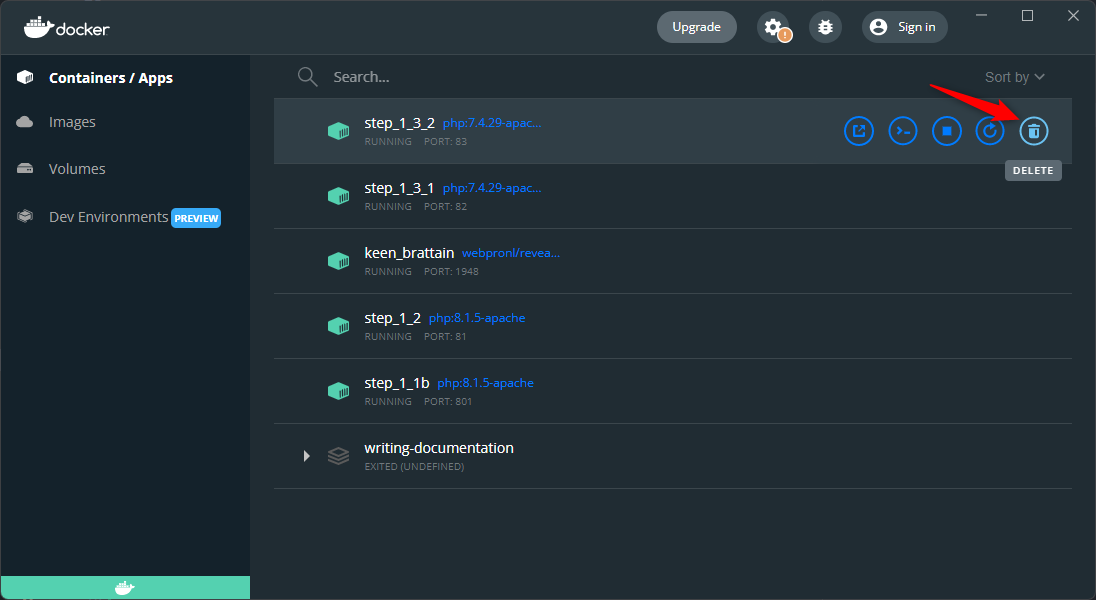 docker
Upgrade
!
Sign in
Containers / Apps
Images
Volumes
Dev Environments PREVIEW
Search...
Sort by
step_1_3_2 php:7.4.29-apac...
RUNNING PORT: 83
DELETE
step_1_3_1 php:7.4.29-apac...
RUNNING PORT: 82
keen_brattain webpronl/revea...
RUNNING PORT: 1948
step_1_2 php:8.1.5-apache
RUNNING PORT: 81
step_1_1b php:8.1.5-apache
RUNNING PORT: 801
writing-documentation
EXITED (UNDEFINED)